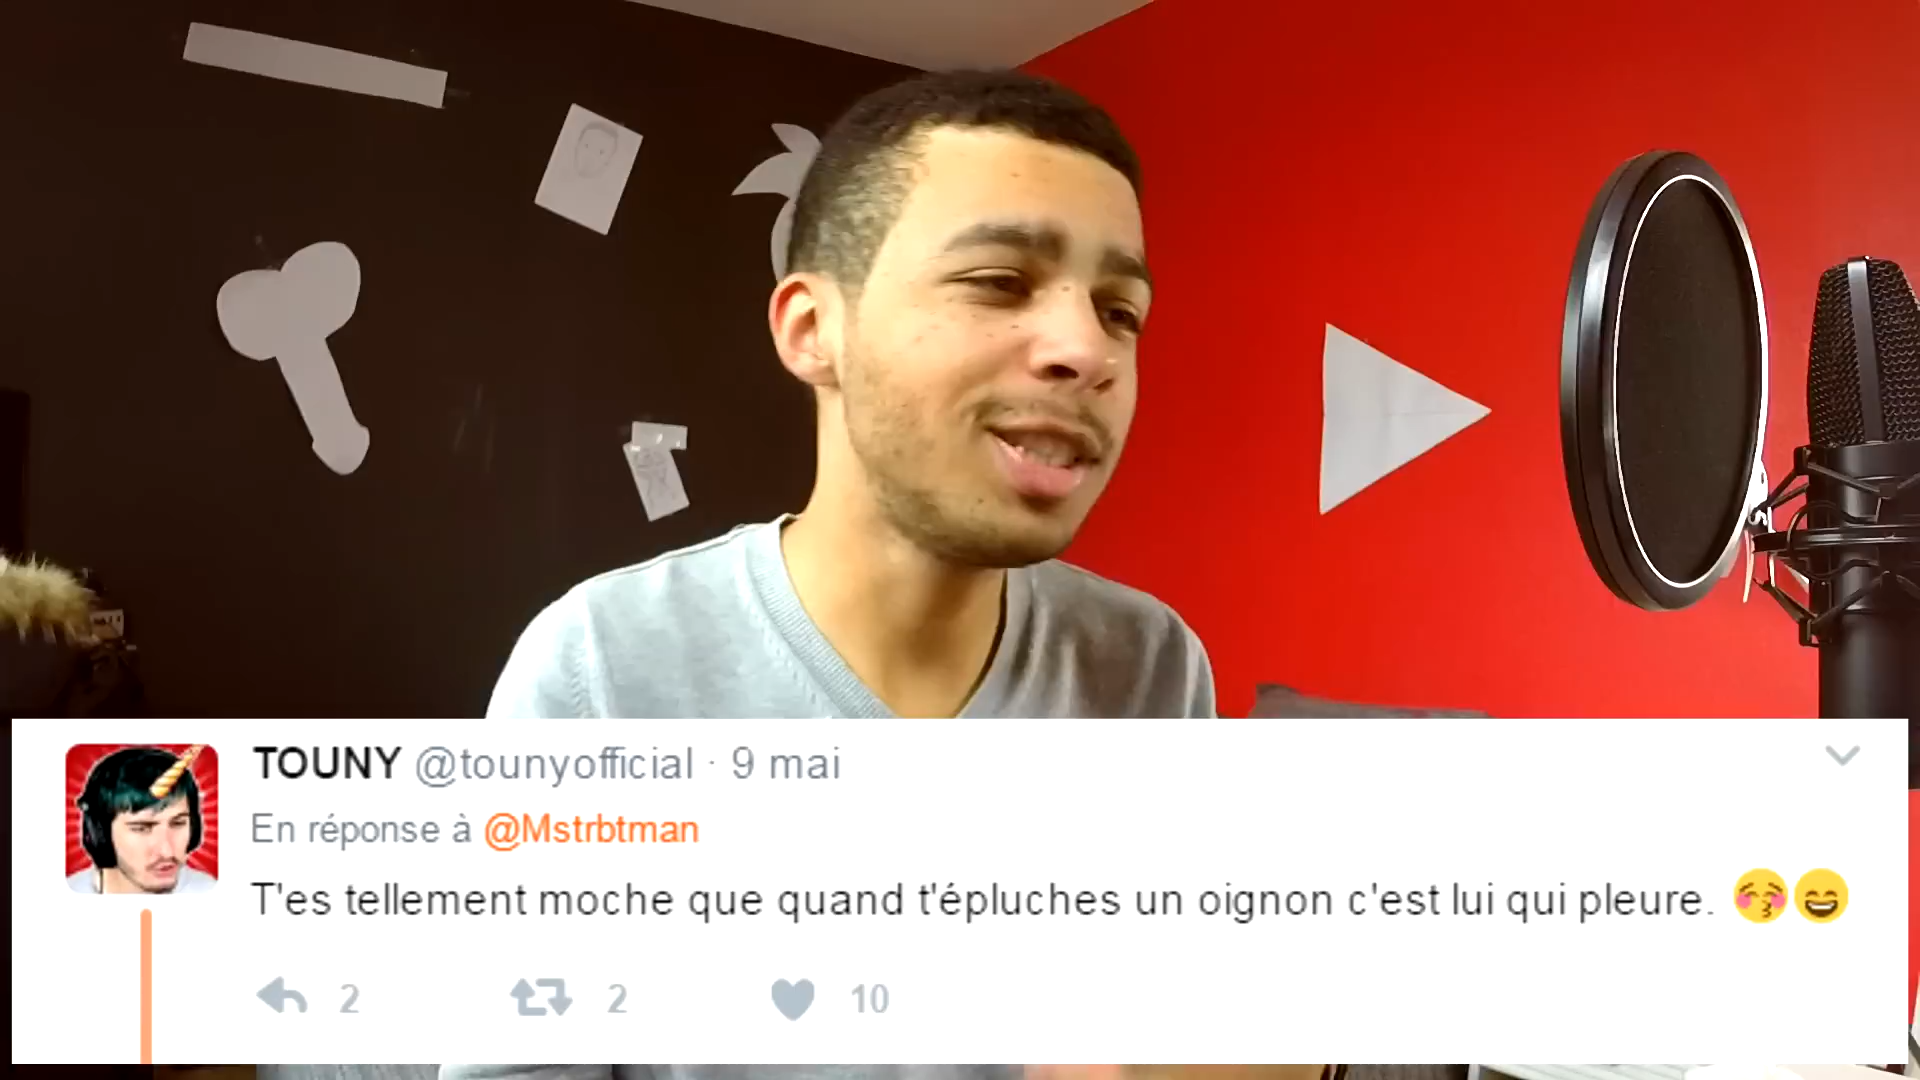 TOUNY @tounyofficial · 9 mai
En réponse à @Mstrbtman
T'es tellement moche que quand t'épluches un oignon c'est lui qui pleure. 😚😄
2 2 10